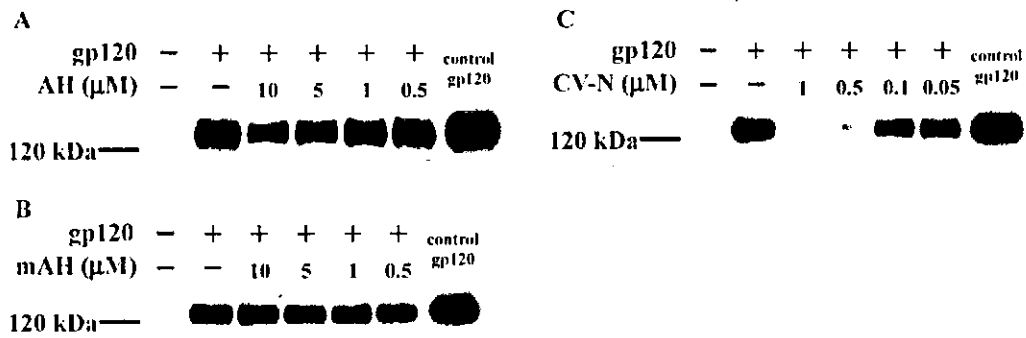 A
gp120 − + + + + + control gp120
AH (μM) − − 10 5 1 0.5
120 kDa
B
gp120 − + + + + + control gp120
mAH (μM) − − 10 5 1 0.5
120 kDa
C
gp120 − + + + + + control gp120
CV-N (μM) − − 1 0.5 0.1 0.05
120 kDa